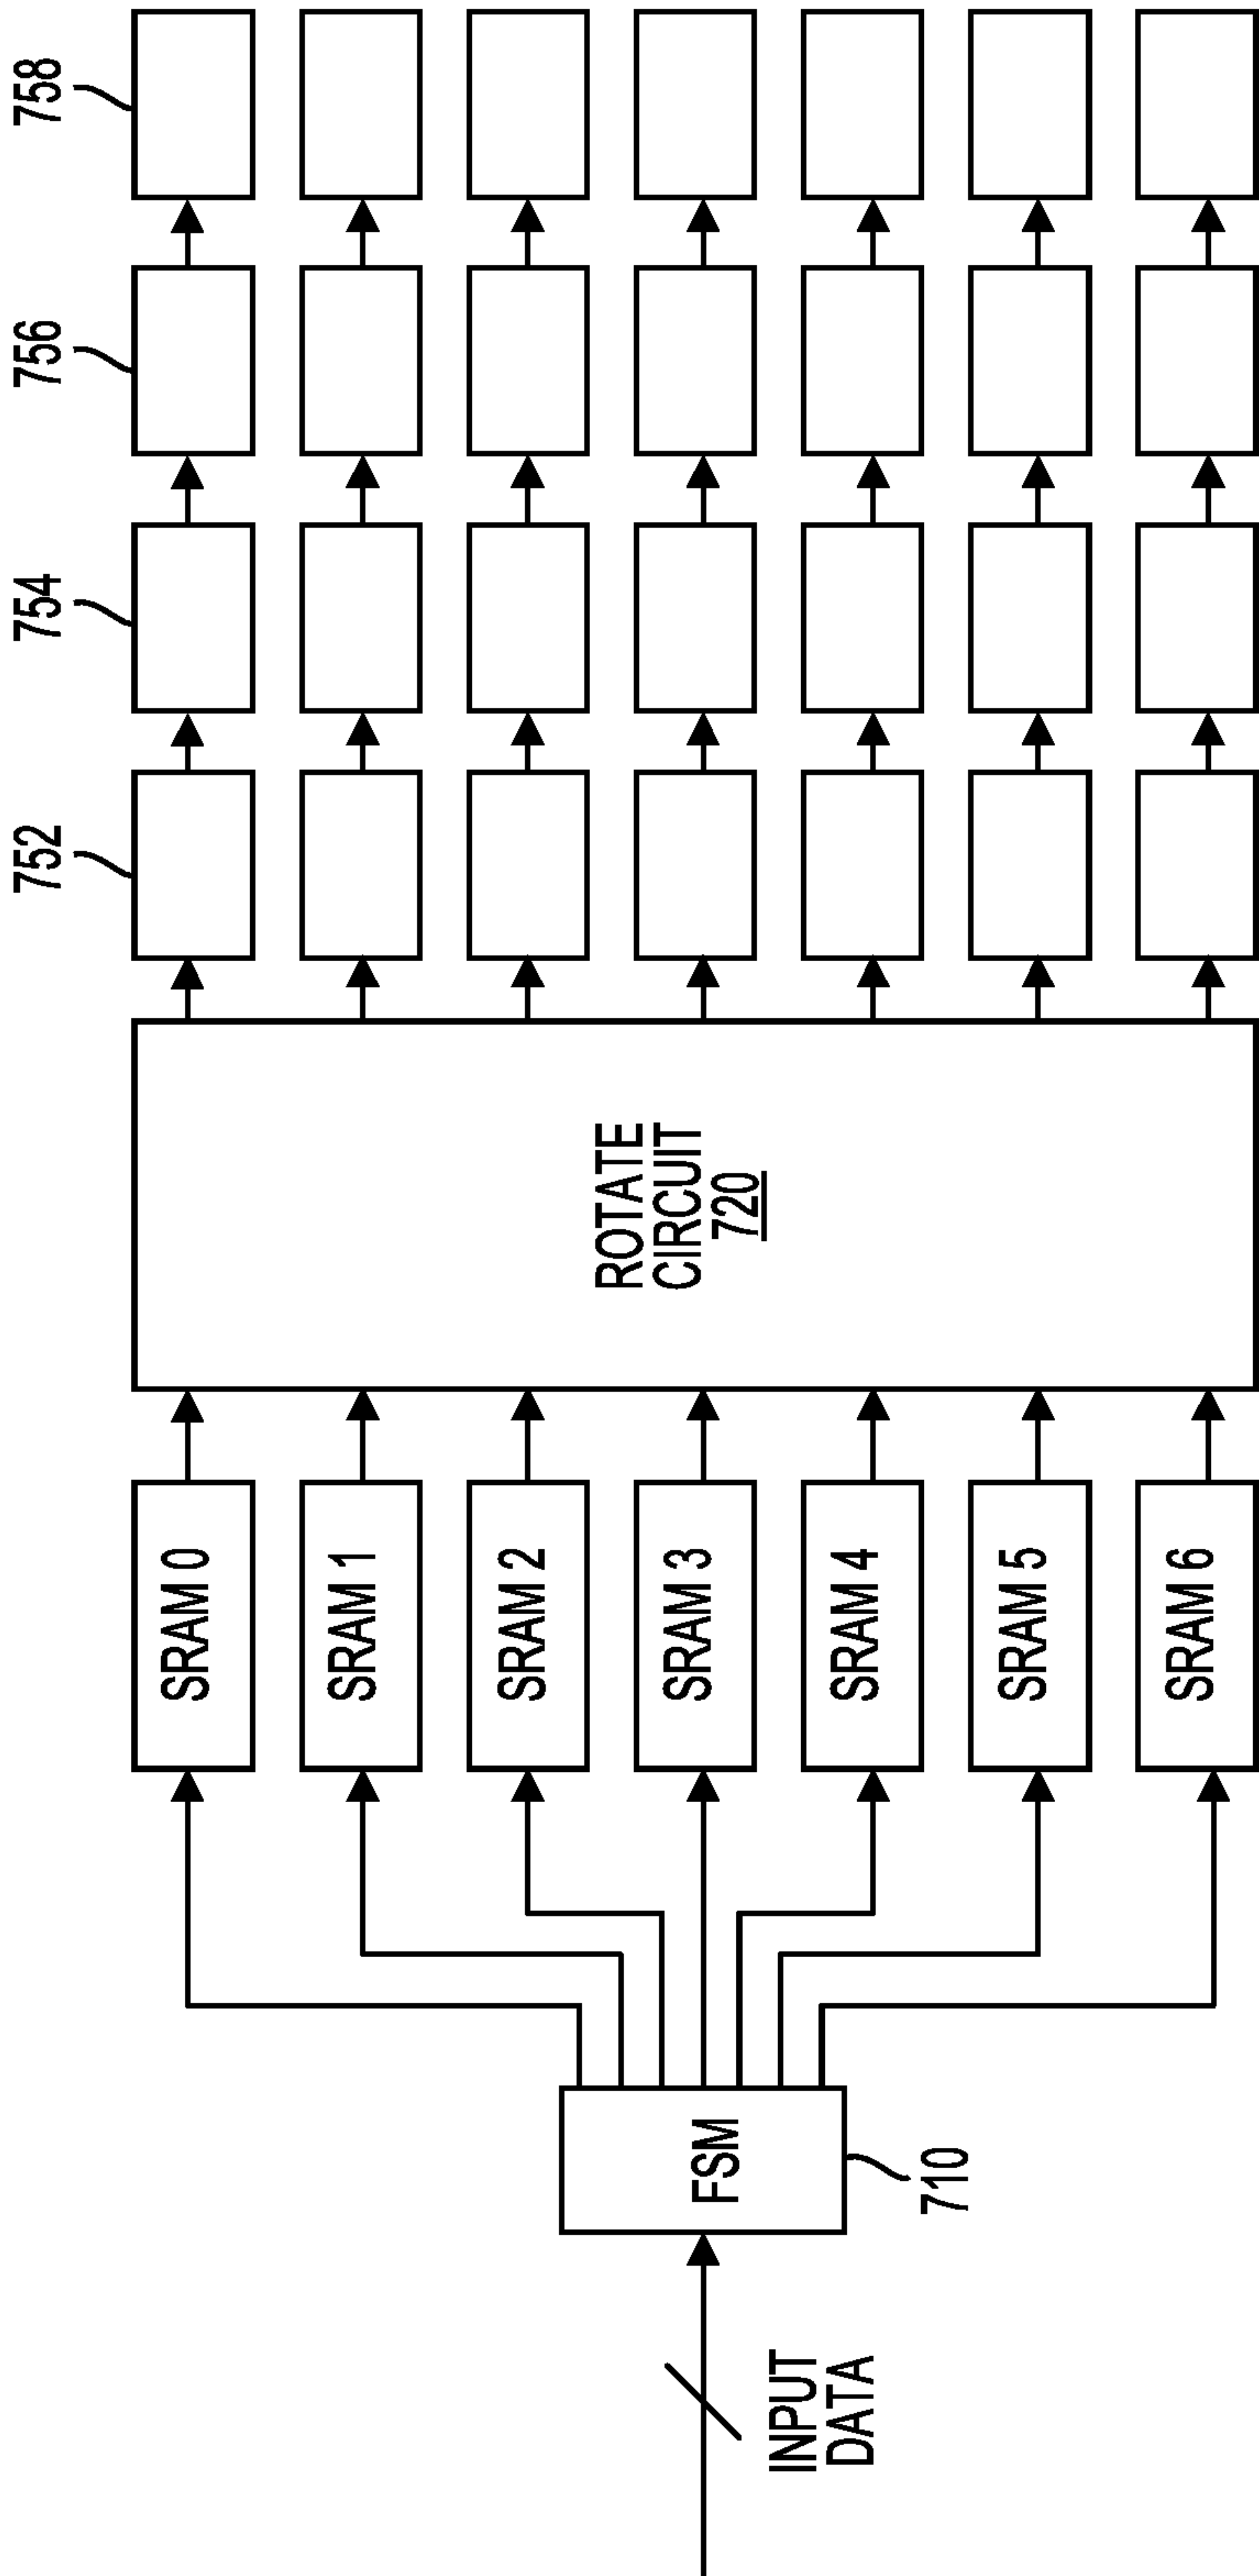 INPUT
DATA
FSM
710
SRAM 0
SRAM 1
SRAM 2
SRAM 3
SRAM 4
SRAM 5
SRAM 6
ROTATE
CIRCUIT
720
752
754
756
758